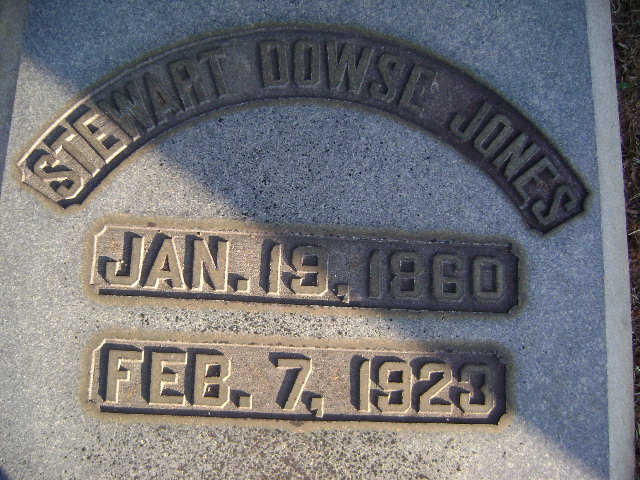 STEWART DOWSE JONES
JAN. 19, 1860
FEB. 7, 1923